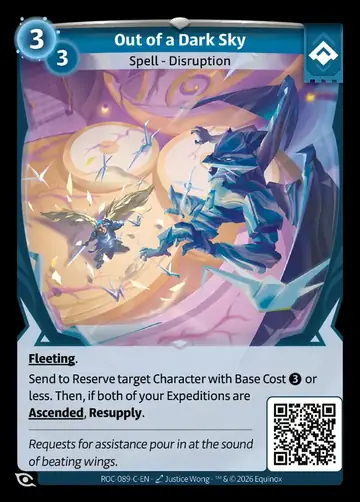 3
3
Out of a Dark Sky
Spell - Disruption
Fleeting.
Send to Reserve target Character with Base Cost 3 or
less. Then, if both of your Expeditions are
Ascended, Resupply.
Requests for assistance pour in at the sound
of beating wings.
ROC-089-C-EN - Justice Wong - ™ & © 2026 Equinox